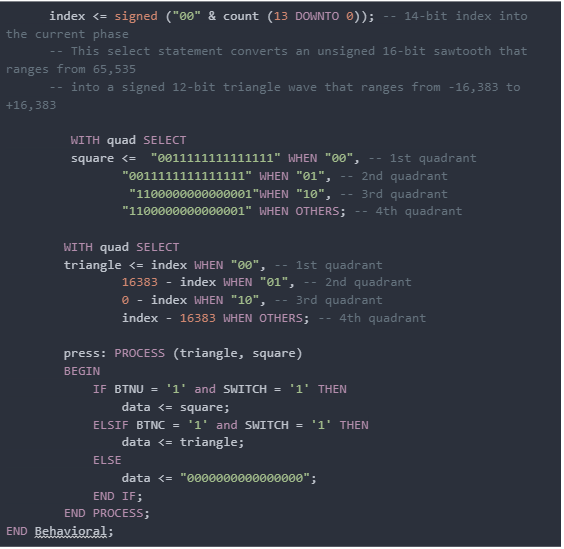 index <= signed ("00" & count (13 DOWNTO 0)); -- 14-bit index into
the current phase
-- This select statement converts an unsigned 16-bit sawtooth that
ranges from 65,535
-- into a signed 12-bit triangle wave that ranges from -16,383 to
+16,383
WITH quad SELECT
square <=  "0011111111111111" WHEN "00", -- 1st quadrant
"0011111111111111" WHEN "01", -- 2nd quadrant
"1100000000000001"WHEN "10", -- 3rd quadrant
"1100000000000001" WHEN OTHERS; -- 4th quadrant
WITH quad SELECT
triangle <= index WHEN "00", -- 1st quadrant
16383 - index WHEN "01", -- 2nd quadrant
0 - index WHEN "10", -- 3rd quadrant
index - 16383 WHEN OTHERS; -- 4th quadrant
press: PROCESS (triangle, square)
BEGIN
IF BTNU = '1' and SWITCH = '1' THEN
data <= square;
ELSIF BTNC = '1' and SWITCH = '1' THEN
data <= triangle;
ELSE
data <= "0000000000000000";
END IF;
END PROCESS;
END Behavioral;